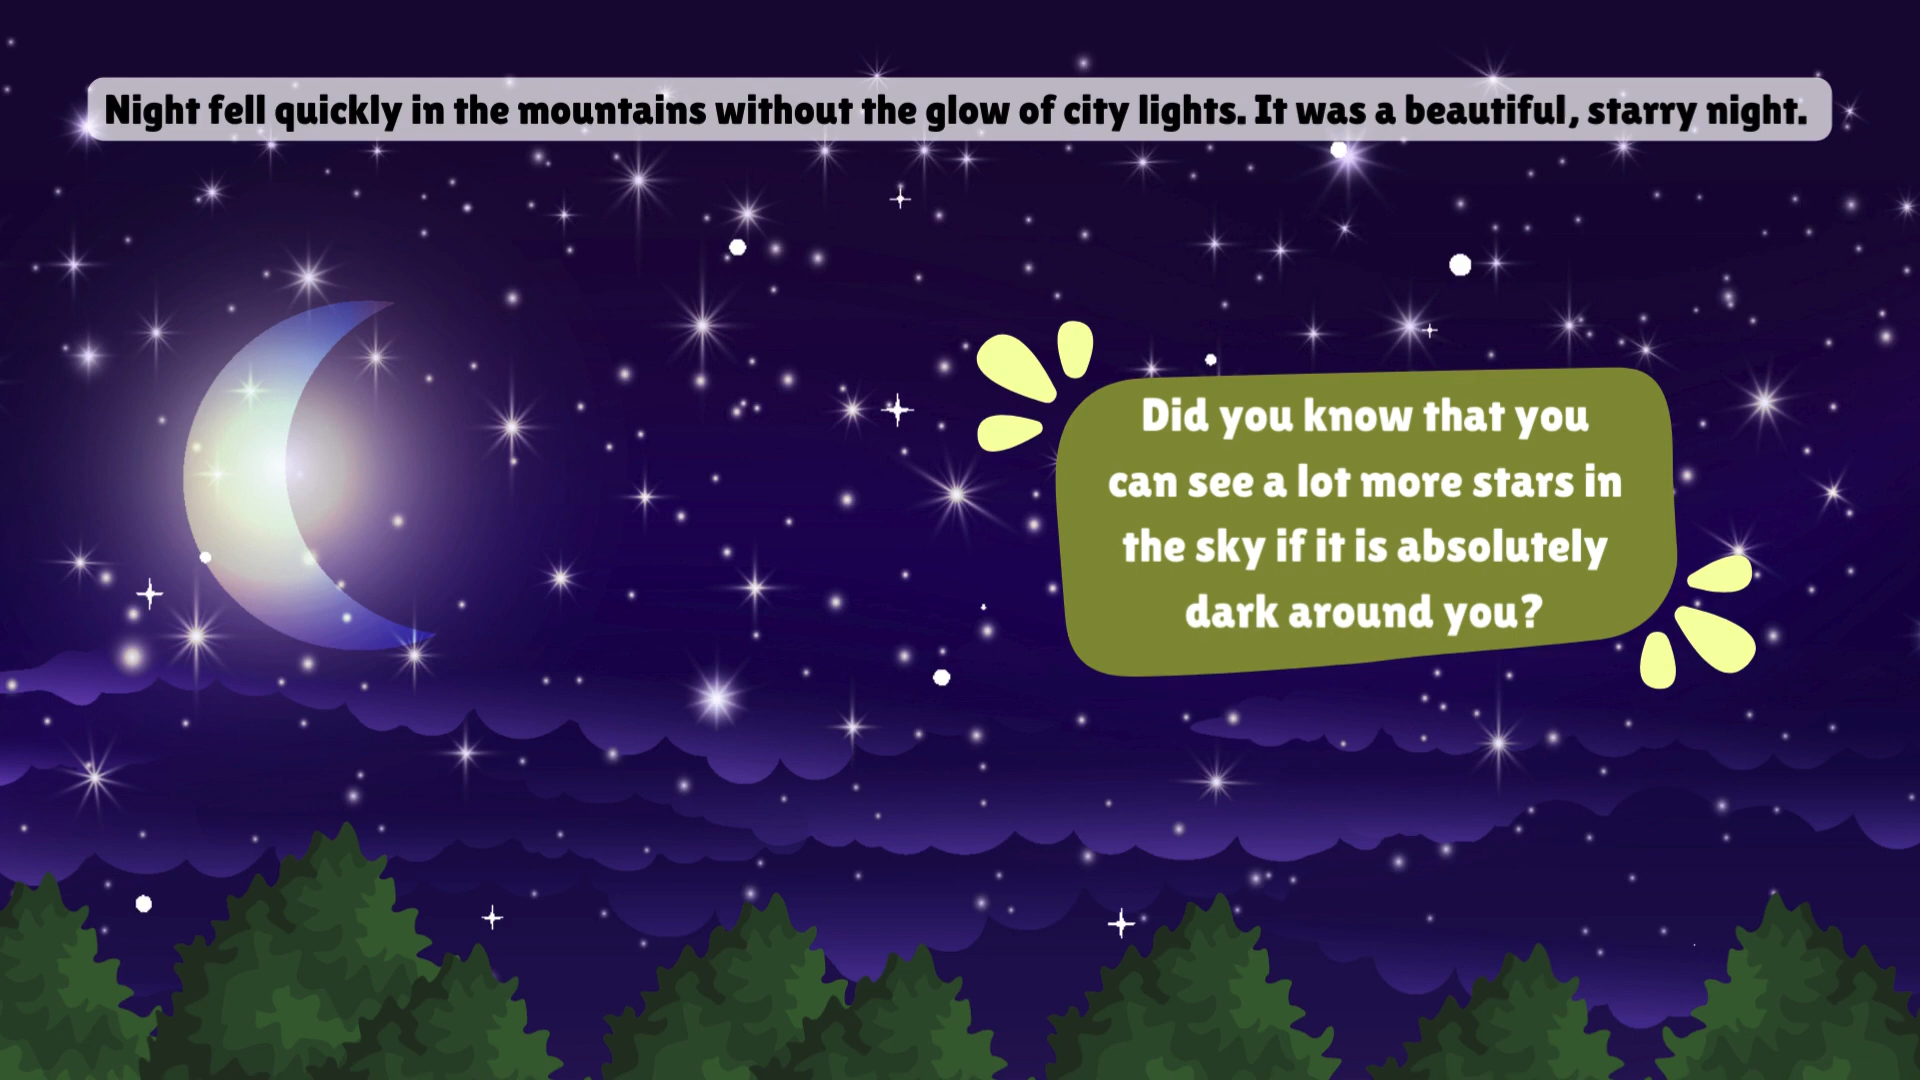 Night fell quickly in the mountains without the glow of city lights. It was a beautiful, starry night.
Did you know that you
can see a lot more stars in
the sky if it is absolutely
dark around you?